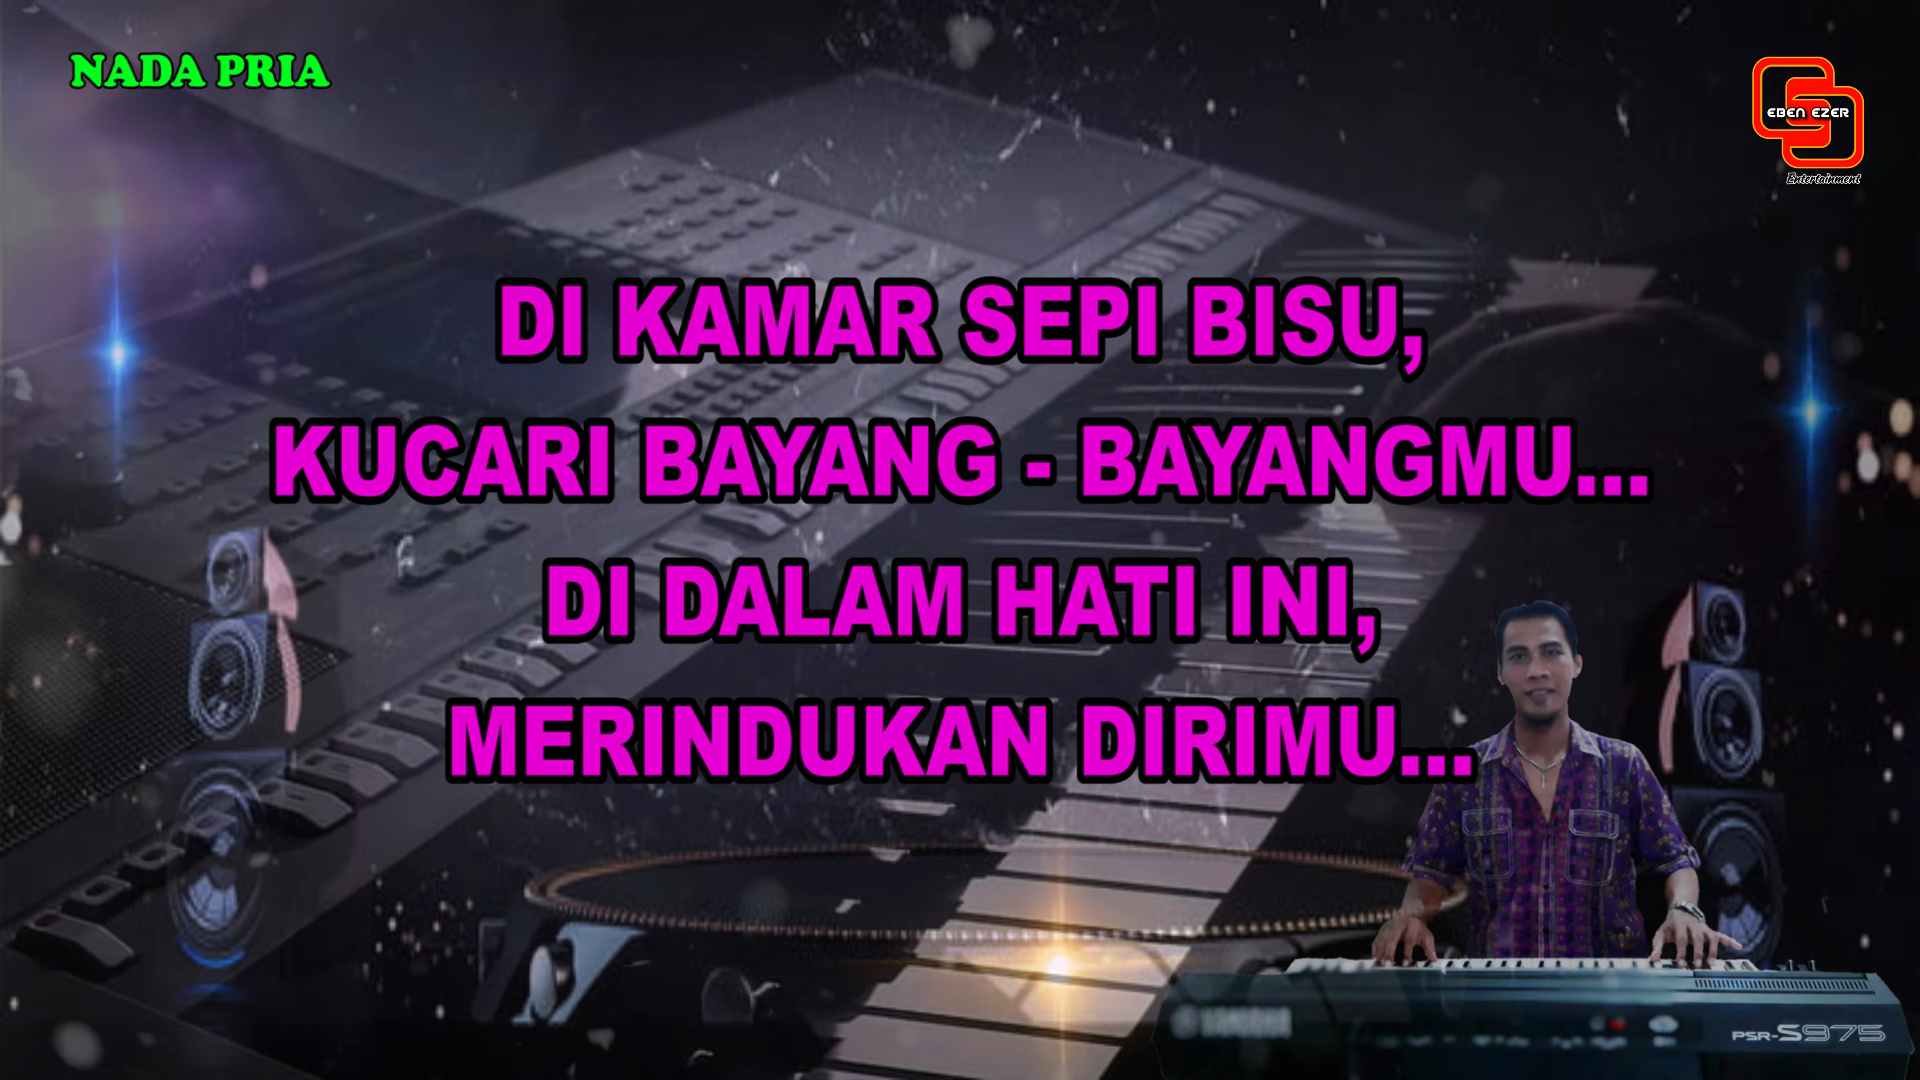 NADA PRIA
EBEN EZER
Entertainment
DI KAMAR SEPI BISU,
KUCARI BAYANG - BAYANGMU...
DI DALAM HATI INI,
MERINDUKAN DIRIMU...
PSR-S975